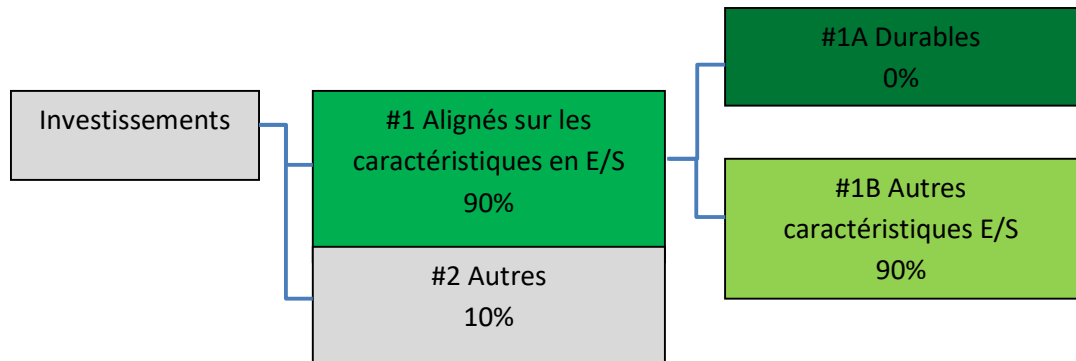 Investissements
#1 Alignés sur les
caractéristiques en E/S
90%
#2 Autres
10%
#1A Durables
0%
#1B Autres
caractéristiques E/S
90%